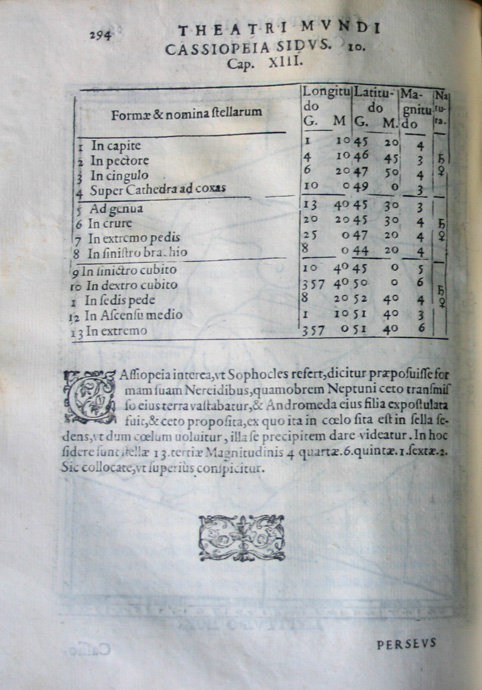 294 THEATRI MVNDI
CASSIOPEIA SIDVS. 10.
Cap. XIII.
Formæ & nomina ſtellarum | Longitudo G. M | Latitudo G. M. | Magnitudo | Natura.
1 In capite 1 10 45 20 4
2 In pectore 4 10 46 45 3 ♄
3 In cingulo 6 20 47 50 4 ♀
4 Super Cathedra ad coxas 10 0 49 0 3
5 Ad genua 13 40 45 30 3
6 In crure 20 20 45 30 4 ♄
7 In extremo pedis 25 0 47 20 4 ♀
8 In ſiniſtro brachio 8 0 44 20 4
9 In ſiniſtro cubito 10 40 45 0 5
10 In dextro cubito 357 40 50 0 6 ♄
1 In ſedis pede 8 20 52 40 4 ♀
12 In Aſcenſu medio 1 10 51 40 3
13 In extremo 357 0 51 40 6
CAſſiopeia interea, vt Sophocles refert, dicitur præpoſuiſſe for
mam ſuam Nereidibus, quamobrem Neptuni ceto tranſmiſ
ſo eius terra vaſtabatur, & Andromeda eius filia expoſtulata
fuit, & ceto propoſita, ex quo ita in cœlo ſita eſt in ſella ſe-
dens, vt dum cœlum uoluitur, illa ſe precipitem dare videatur. In hoc
ſidere ſunt ſtellæ 13. tertiæ Magnitudinis 4 quartæ. 6. quintæ. 1. ſextæ. 2.
Sic collocate, vt ſuperius conſpicitur.
PERSEVS